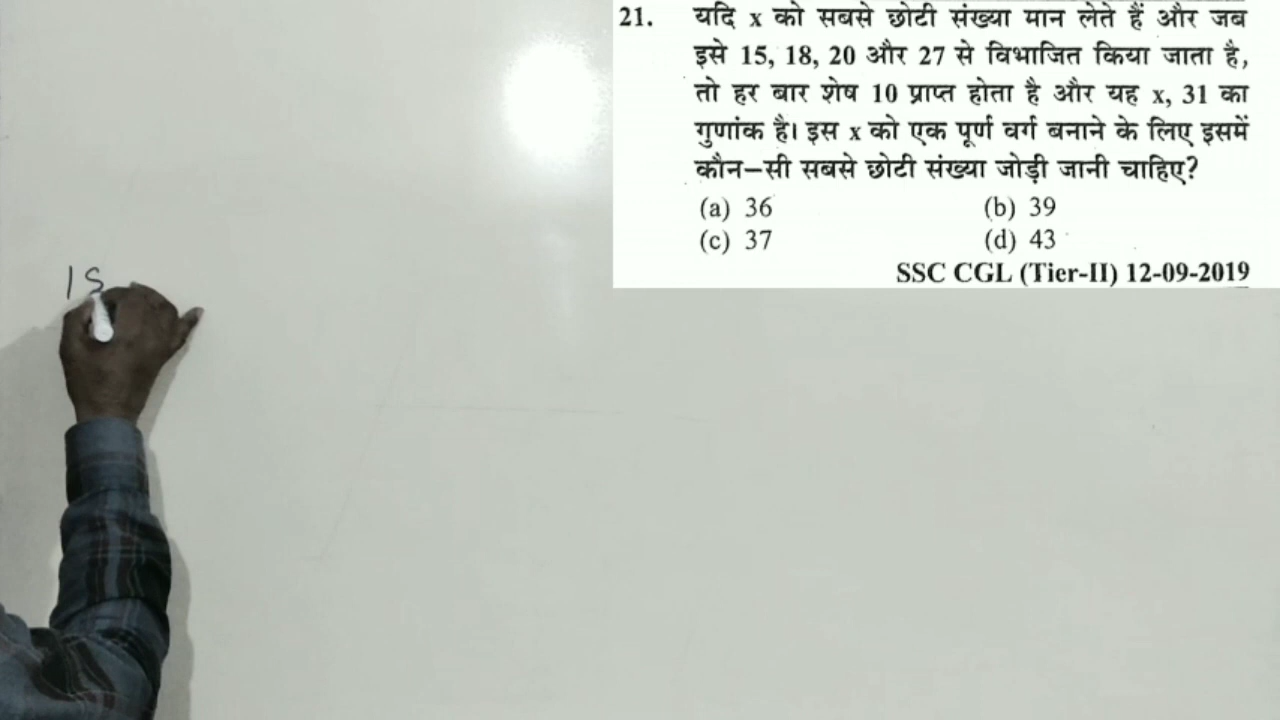 21. यदि x को सबसे छोटी संख्या मान लेते हैं और जब
इसे 15, 18, 20 और 27 से विभाजित किया जाता है,
तो हर बार शेष 10 प्राप्त होता है और यह x, 31 का
गुणांक है। इस x को एक पूर्ण वर्ग बनाने के लिए इसमें
कौन–सी सबसे छोटी संख्या जोड़ी जानी चाहिए?
(a) 36 (b) 39
(c) 37 (d) 43
SSC CGL (Tier-II) 12-09-2019
15